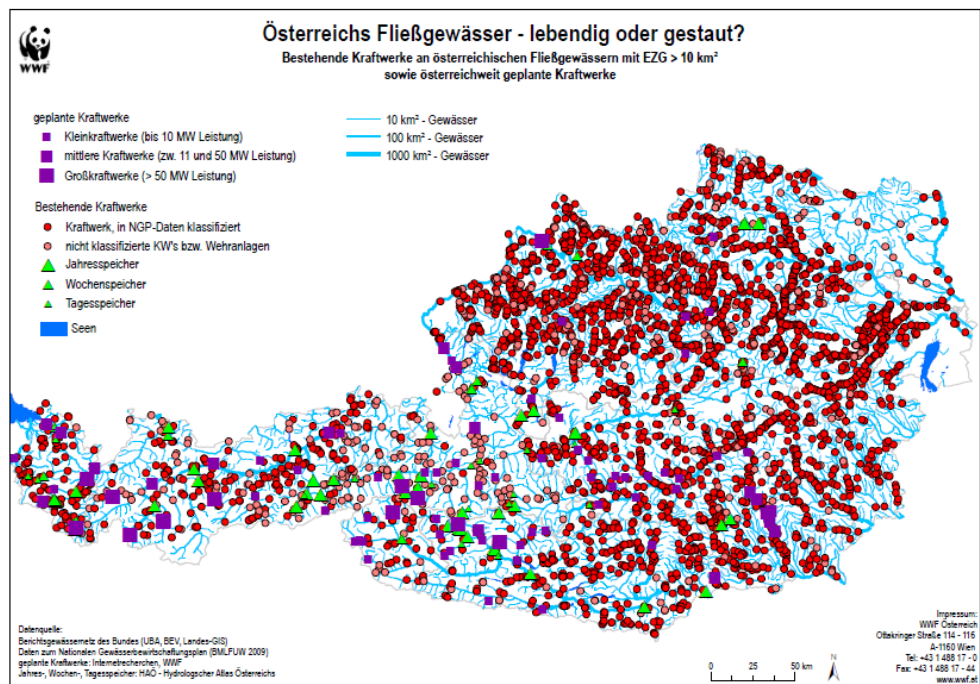 Österreichs Fließgewässer - lebendig oder gestaut?
Bestehende Kraftwerke an österreichischen Fließgewässern mit EZG > 10 km²
sowie österreichweit geplante Kraftwerke
WWF
geplante Kraftwerke
Kleinkraftwerke (bis 10 MW Leistung)
mittlere Kraftwerke (zw. 11 und 50 MW Leistung)
Großkraftwerke (> 50 MW Leistung)
10 km² - Gewässer
100 km² - Gewässer
1000 km² - Gewässer
Bestehende Kraftwerke
Kraftwerk, in NGP-Daten klassifiziert
nicht klassifizierte KW's bzw. Wehranlagen
Jahresspeicher
Wochenspeicher
Tagesspeicher
Seen
Datenquelle:
Berichtsgewässernetz des Bundes (UBA, BEV, Landes-GIS)
Daten zum Nationalen Gewässerbewirtschaftungsplan (BMLFUW 2009)
geplante Kraftwerke: Internetrecherchen, WWF
Jahres-, Wochen-, Tagesspeicher: HAÖ - Hydrologischer Atlas Österreichs
0 25 50 km
N
Impressum:
WWF Österreich
Ottakringer Straße 114 - 116
A-1160 Wien
Tel: +43 1 488 17 - 0
Fax: +43 1 488 17 - 44
www.wwf.at